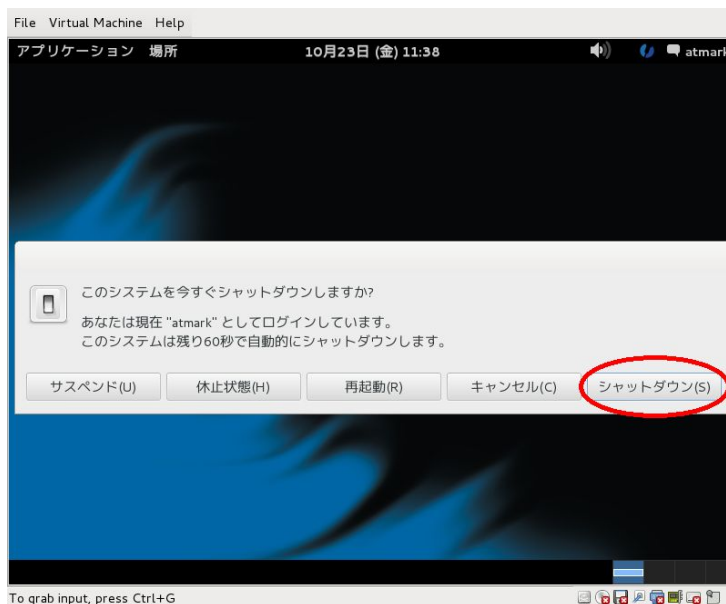 File Virtual Machine Help
アプリケーション 場所 10月23日 (金) 11:38 atmark
このシステムを今すぐシャットダウンしますか?
あなたは現在 "atmark" としてログインしています。
このシステムは残り60秒で自動的にシャットダウンします。
サスペンド(U) 休止状態(H) 再起動(R) キャンセル(C) シャットダウン(S)
To grab input, press Ctrl+G